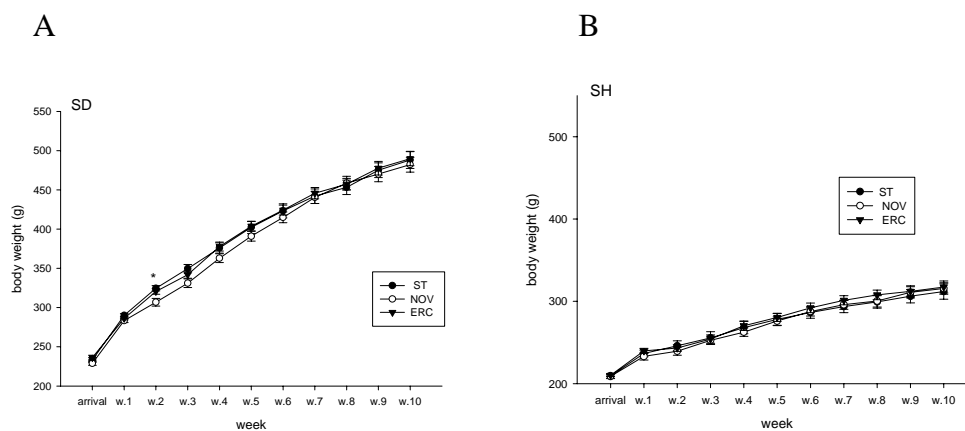 A
B
SD
550
500
450
400
350
300
250
200
body weight (g)
*
ST
NOV
ERC
arrival w.1 w.2 w.3 w.4 w.5 w.6 w.7 w.8 w.9 w.10
week
SH
500
400
300
200
body weight (g)
ST
NOV
ERC
arrival w.1 w.2 w.3 w.4 w.5 w.6 w.7 w.8 w.9 w.10
week